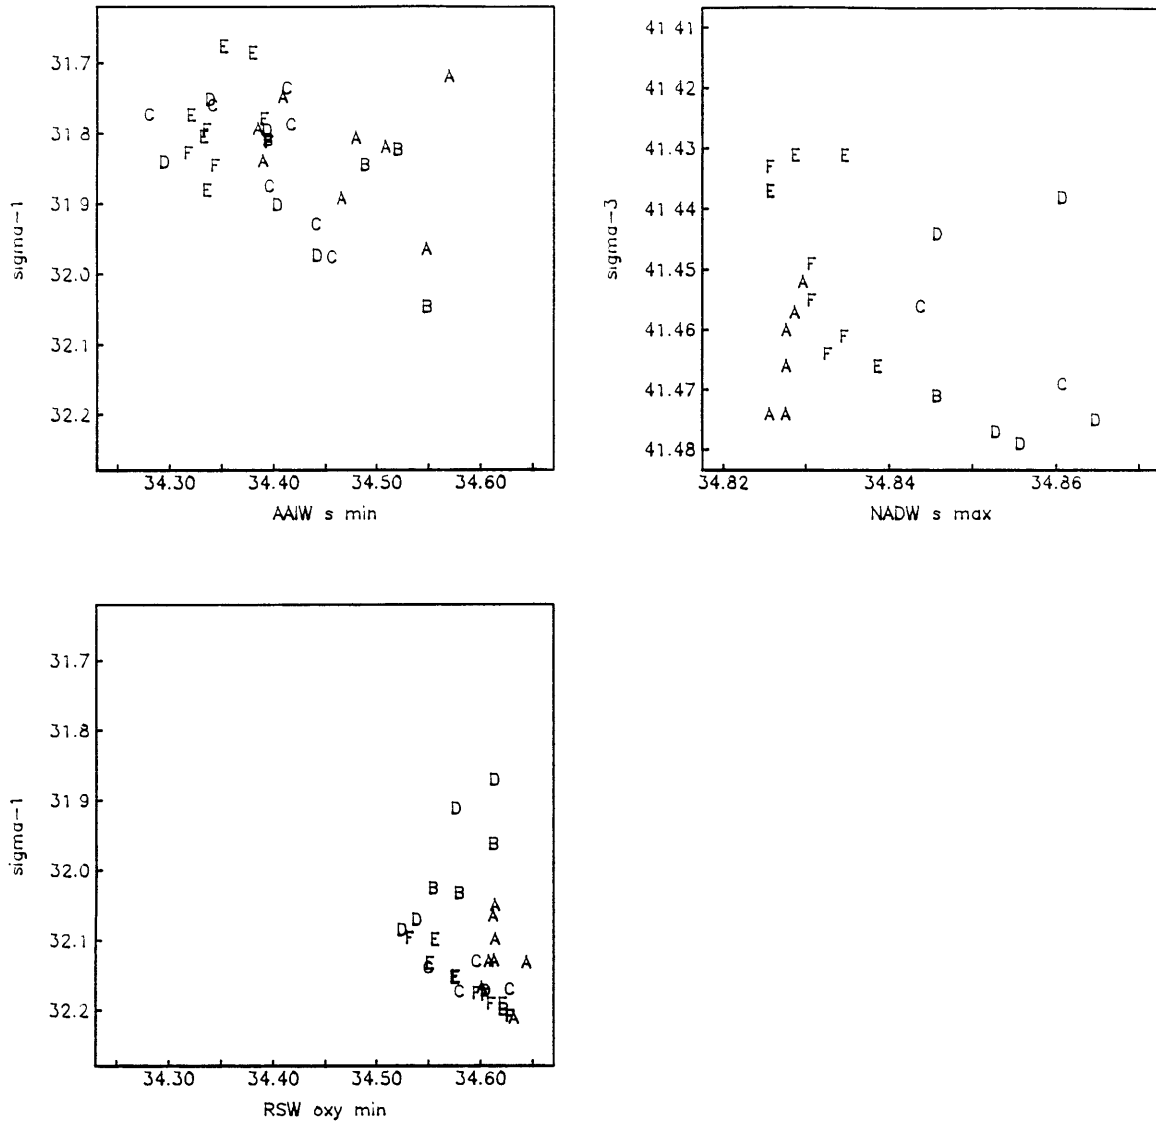 31.7
31.8
31.9
32.0
32.1
32.2
sigma-1
34.30 34.40 34.50 34.60
AAIW s min
E E
A
C
D A
C C
E E C
F A D
E B A
F A B
D F A B
E C
A
D
C
A
D C
B
41 41
41 42
41.43
41.44
41.45
41.46
41.47
41.48
sigma-3
34.82 34.84 34.86
NADW s max
E E
F
E D
D
F
A
F C
A
A F
F
A E
C
B
A A D
D
D
31.7
31.8
31 9
32.0
32.1
32.2
sigma-1
34.30 34.40 34.50 34.60
RSW oxy min
D
D
B
B B
A
D A
D
F E A
C A A A
E
C C
F
B
A